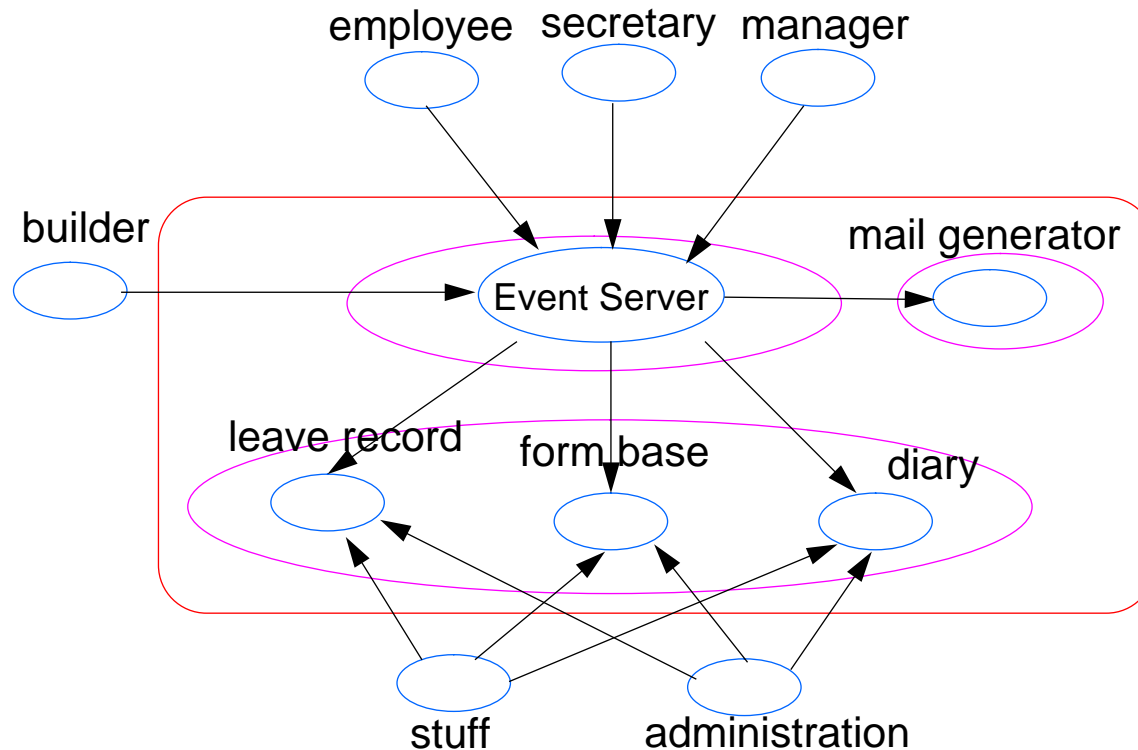 employee
secretary
manager
builder
mail generator
Event Server
leave record
form base
diary
stuff
administration